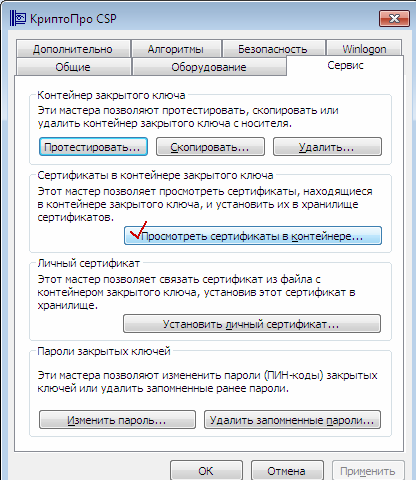 КриптоПро CSP
Дополнительно Алгоритмы Безопасность Winlogon
Общие Оборудование Сервис
Контейнер закрытого ключа
Эти мастера позволяют протестировать, скопировать или
удалить контейнер закрытого ключа с носителя.
Протестировать... Скопировать... Удалить...
Сертификаты в контейнере закрытого ключа
Этот мастер позволяет просмотреть сертификаты, находящиеся
в контейнере закрытого ключа, и установить их в хранилище
сертификатов.
Просмотреть сертификаты в контейнере...
Личный сертификат
Этот мастер позволяет связать сертификат из файла с
контейнером закрытого ключа, установив этот сертификат в
хранилище.
Установить личный сертификат...
Пароли закрытых ключей
Эти мастера позволяют измененить пароли (ПИН-коды) закрытых
ключей или удалить запомненные ранее пароли.
Изменить пароль... Удалить запомненные пароли...
ОК Отмена Применить